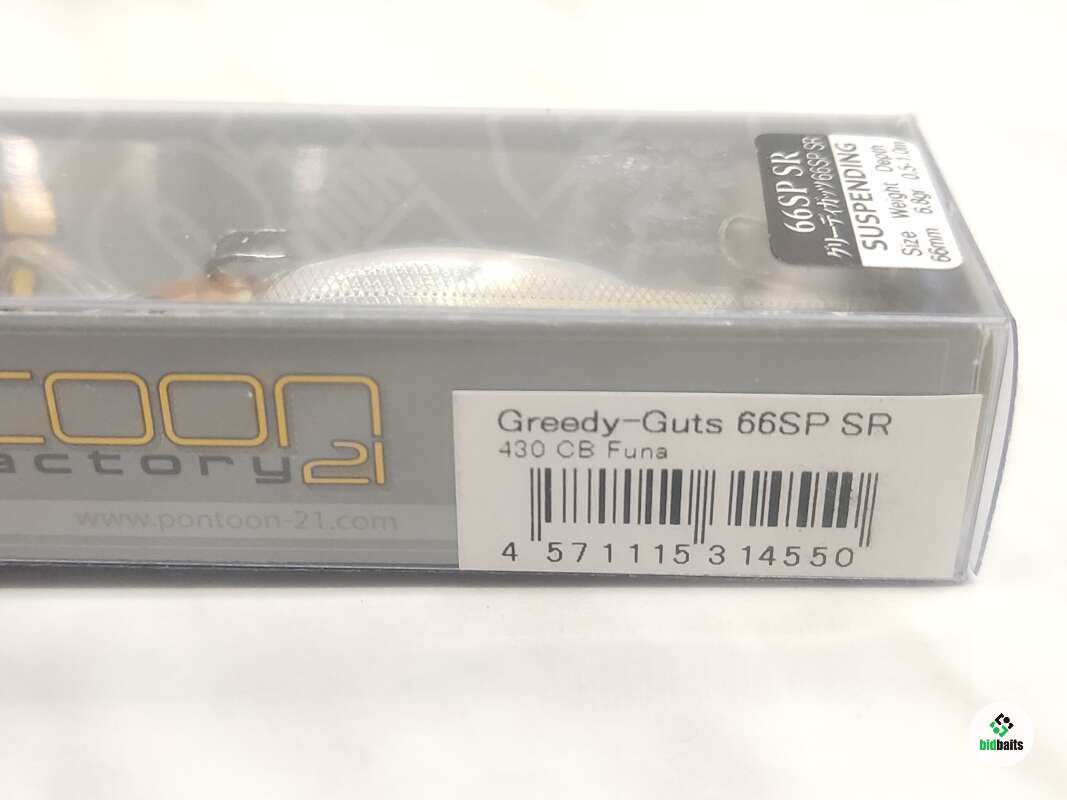 66SP SR
グリーディガッツ66SP SR
SUSPENDING
Size Weight Depth
66mm 6.8gr 0.5-1.0m
toon
actory 21
www.pontoon-21.com
Greedy-Guts 66SP SR
430 CB Funa
4 571115 314550
bidbaits